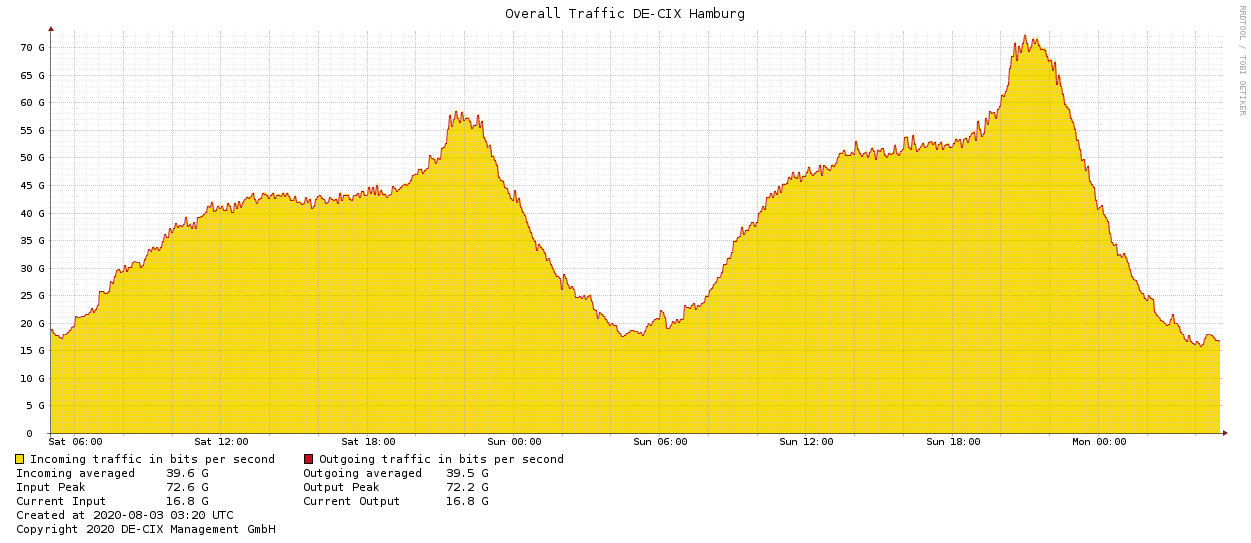 Overall Traffic DE-CIX Hamburg
RRDTOOL / TOBI OETIKER
70 G
65 G
60 G
55 G
50 G
45 G
40 G
35 G
30 G
25 G
20 G
15 G
10 G
5 G
0
Sat 06:00 Sat 12:00 Sat 18:00 Sun 00:00 Sun 06:00 Sun 12:00 Sun 18:00 Mon 00:00
Incoming traffic in bits per second Outgoing traffic in bits per second
Incoming averaged 39.6 G Outgoing averaged 39.5 G
Input Peak 72.6 G Output Peak 72.2 G
Current Input 16.8 G Current Output 16.8 G
Created at 2020-08-03 03:20 UTC
Copyright 2020 DE-CIX Management GmbH